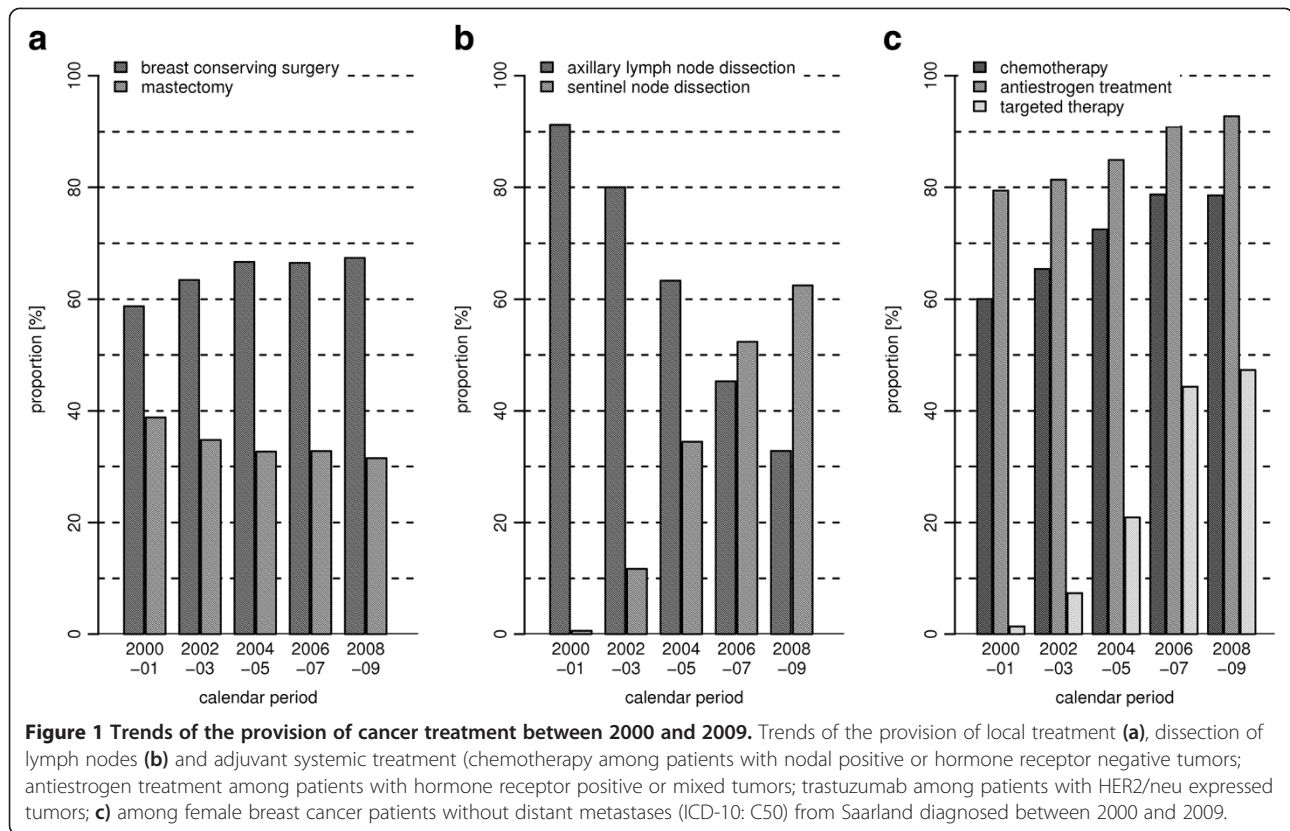 a
breast conserving surgery
mastectomy
100
80
60
40
20
0
proportion [%]
2000 2002 2004 2006 2008
–01 –03 –05 –07 –09
calendar period
b
axillary lymph node dissection
sentinel node dissection
100
80
60
40
20
0
proportion [%]
2000 2002 2004 2006 2008
–01 –03 –05 –07 –09
calendar period
c
chemotherapy
antiestrogen treatment
targeted therapy
100
80
60
40
20
0
proportion [%]
2000 2002 2004 2006 2008
–01 –03 –05 –07 –09
calendar period
Figure 1 Trends of the provision of cancer treatment between 2000 and 2009. Trends of the provision of local treatment (a), dissection of
lymph nodes (b) and adjuvant systemic treatment (chemotherapy among patients with nodal positive or hormone receptor negative tumors;
antiestrogen treatment among patients with hormone receptor positive or mixed tumors; trastuzumab among patients with HER2/neu expressed
tumors; c) among female breast cancer patients without distant metastases (ICD-10: C50) from Saarland diagnosed between 2000 and 2009.